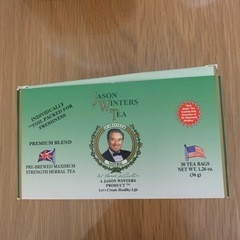 INDIVIDUALLY
FOIL PACKED FOR
FRESHNESS
JASON
WINTERS
TEA
PREMIUM BLEND
PRE-BREWED MAXIMUM
STRENGTH HERBAL TEA
30 TEA BAGS
NET WT. 1.26 oz.
(36 g)
A JASON WINTERS
PRODUCT ™
Let's Create Healthy Life